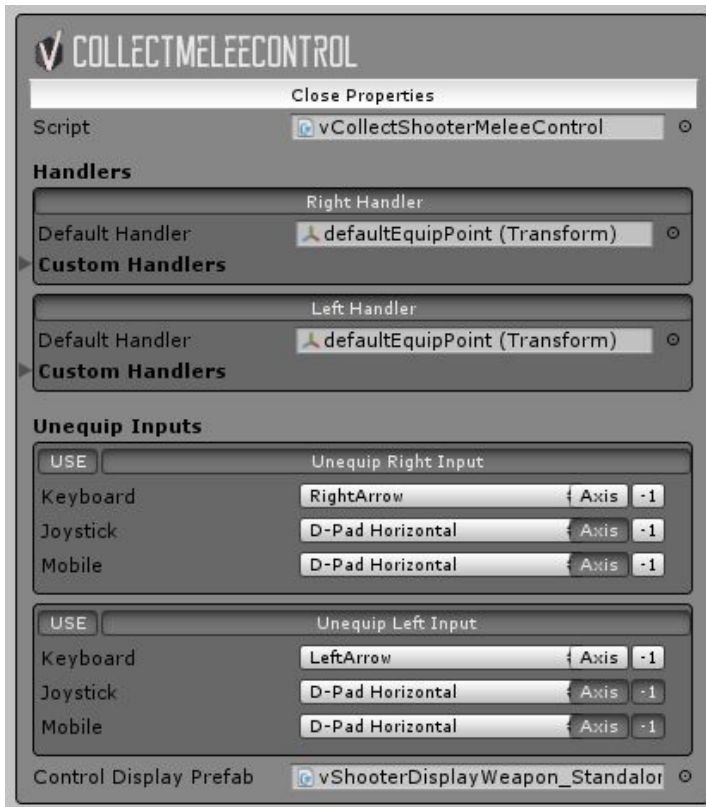 COLLECTMELEECONTROL
Close Properties
Script vCollectShooterMeleeControl
Handlers
Right Handler
Default Handler defaultEquipPoint (Transform)
Custom Handlers
Left Handler
Default Handler defaultEquipPoint (Transform)
Custom Handlers
Unequip Inputs
USE Unequip Right Input
Keyboard RightArrow Axis -1
Joystick D-Pad Horizontal Axis -1
Mobile D-Pad Horizontal Axis -1
USE Unequip Left Input
Keyboard LeftArrow Axis -1
Joystick D-Pad Horizontal Axis -1
Mobile D-Pad Horizontal Axis -1
Control Display Prefab vShooterDisplayWeapon_Standalor